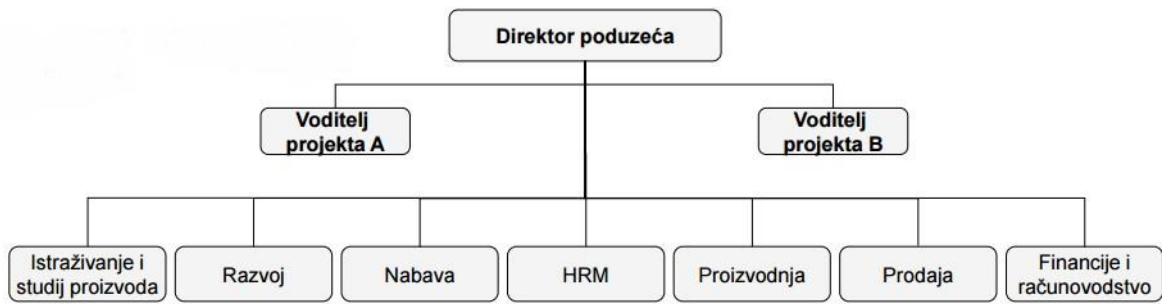 Direktor poduzeća
Voditelj
projekta A
Voditelj
projekta B
Istraživanje i
studij proizvoda
Razvoj
Nabava
HRM
Proizvodnja
Prodaja
Financije i
računovodstvo